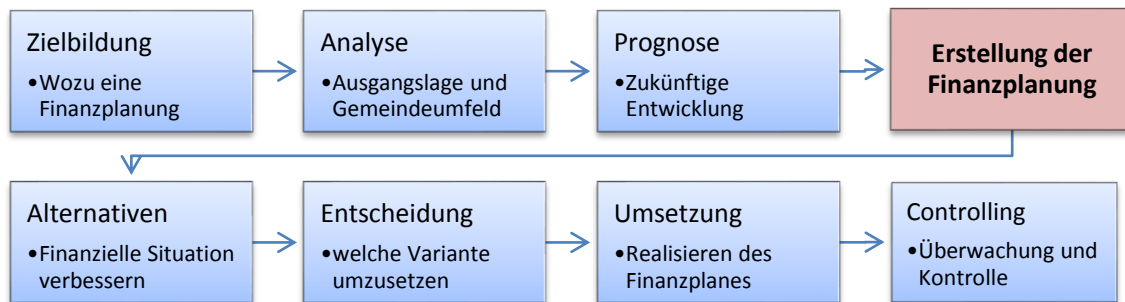 Zielbildung
•Wozu eine
Finanzplanung
Analyse
•Ausgangslage und
Gemeindeumfeld
Prognose
•Zukünftige
Entwicklung
Erstellung der
Finanzplanung
Alternativen
•Finanzielle Situation
verbessern
Entscheidung
•welche Variante
umzusetzen
Umsetzung
•Realisieren des
Finanzplanes
Controlling
•Überwachung und
Kontrolle